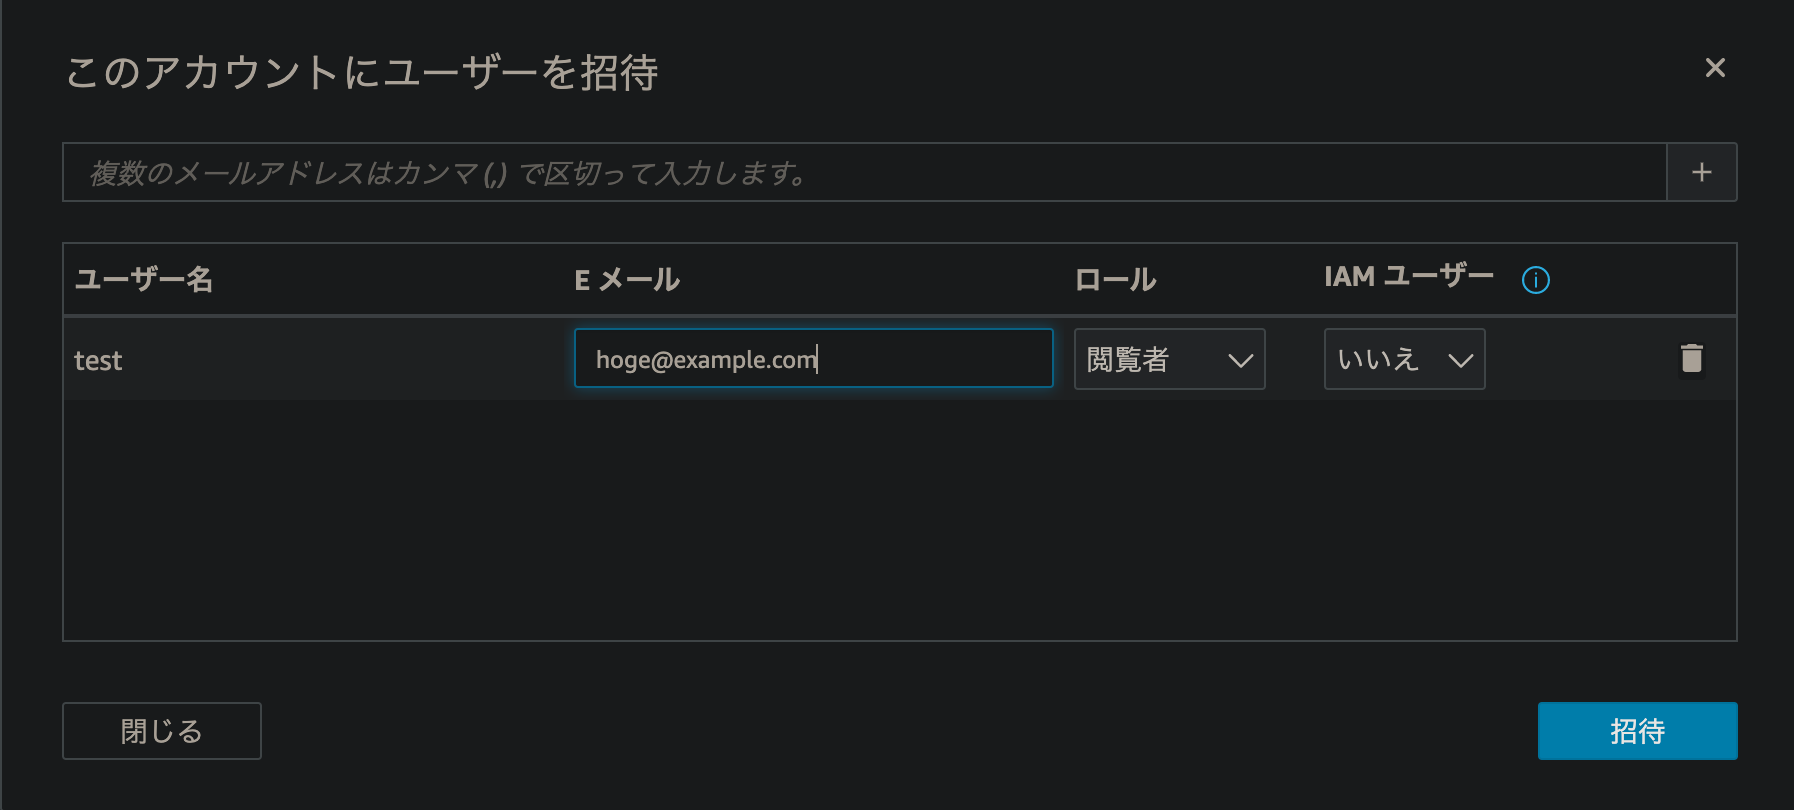 このアカウントにユーザーを招待
複数のメールアドレスはカンマ (,) で区切って入力します。
ユーザー名 E メール ロール IAM ユーザー
test hoge@example.com 閲覧者 いいえ
閉じる 招待